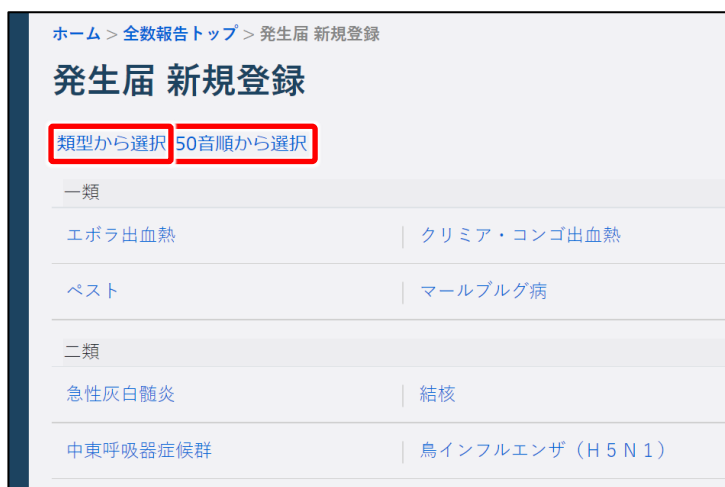 ホーム > 全数報告トップ > 発生届 新規登録
発生届 新規登録
類型から選択 50音順から選択
一類
エボラ出血熱 クリミア・コンゴ出血熱
ペスト マールブルグ病
二類
急性灰白髄炎 結核
中東呼吸器症候群 鳥インフルエンザ（Ｈ５Ｎ１）